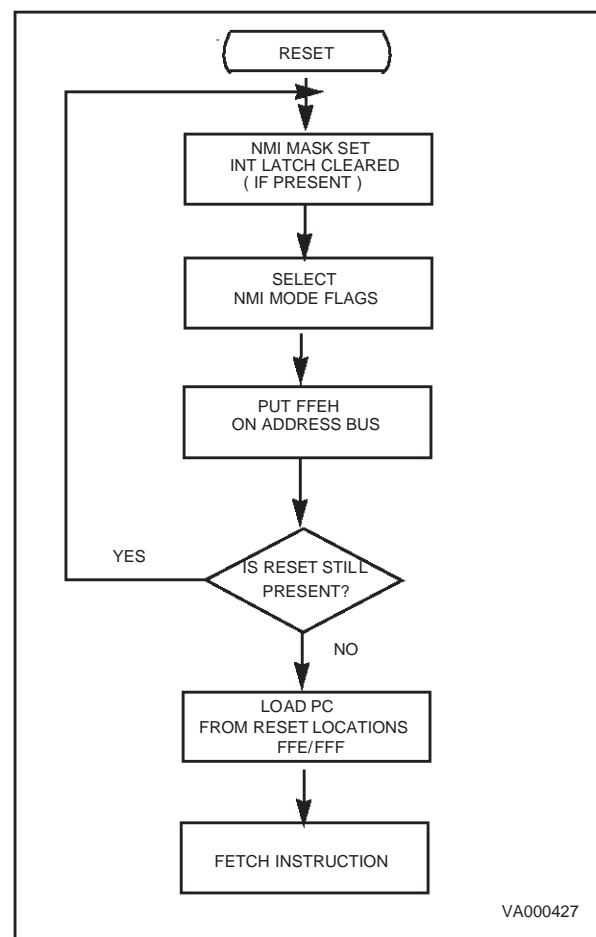 RESET
NMI MASK SET
INT LATCH CLEARED
( IF PRESENT )
SELECT
NMI MODE FLAGS
PUT FFEH
ON ADDRESS BUS
YES
IS RESET STILL
PRESENT?
NO
LOAD PC
FROM RESET LOCATIONS
FFE/FFF
FETCH INSTRUCTION
VA000427